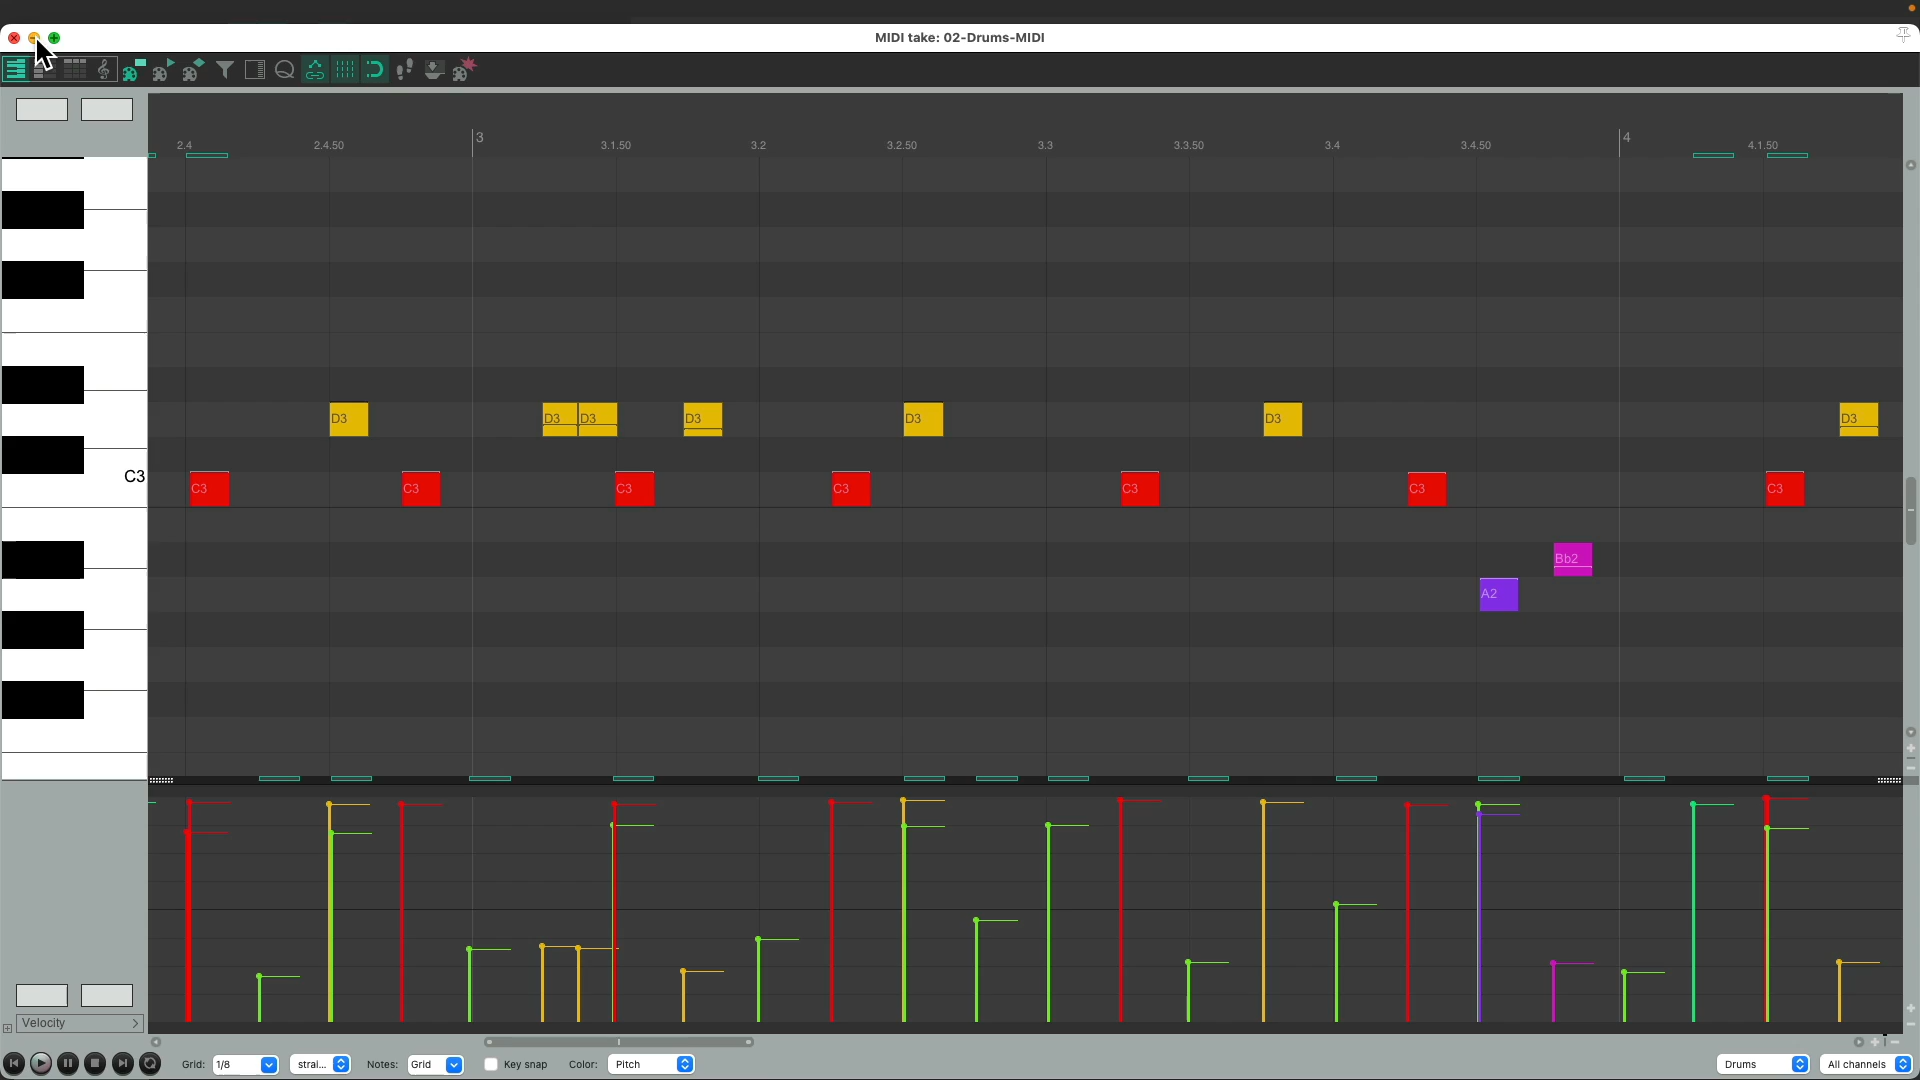 MIDI take: 02-Drums-MIDI
2.4 2.4.50 3 3.1.50 3.2 3.2.50 3.3 3.3.50 3.4 3.4.50 4 4.1.50
D3 D3 D3 D3 D3 D3 D3
C3
C3 C3 C3 C3 C3 C3 C3
Bb2
A2
Velocity
Grid: 1/8 strai... Notes: Grid Key snap Color: Pitch Drums All channels